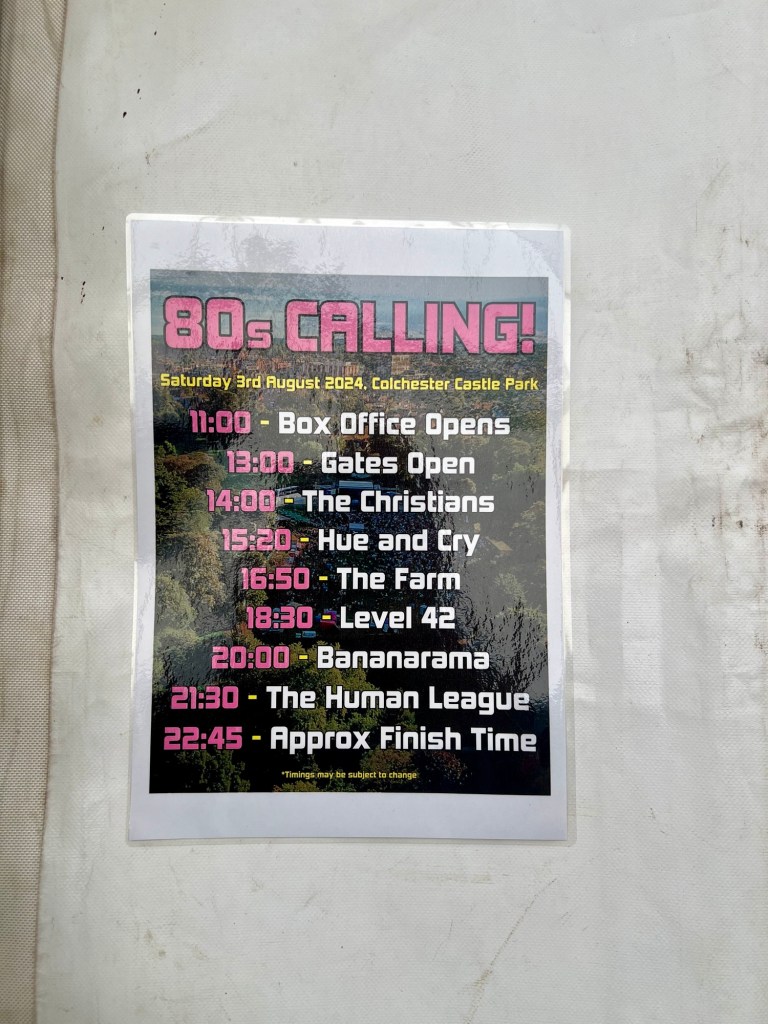 80s CALLING!
Saturday 3rd August 2024, Colchester Castle Park
11:00 - Box Office Opens
13:00 - Gates Open
14:00 - The Christians
15:20 - Hue and Cry
16:50 - The Farm
18:30 - Level 42
20:00 - Bananarama
21:30 - The Human League
22:45 - Approx Finish Time
*Timings may be subject to change